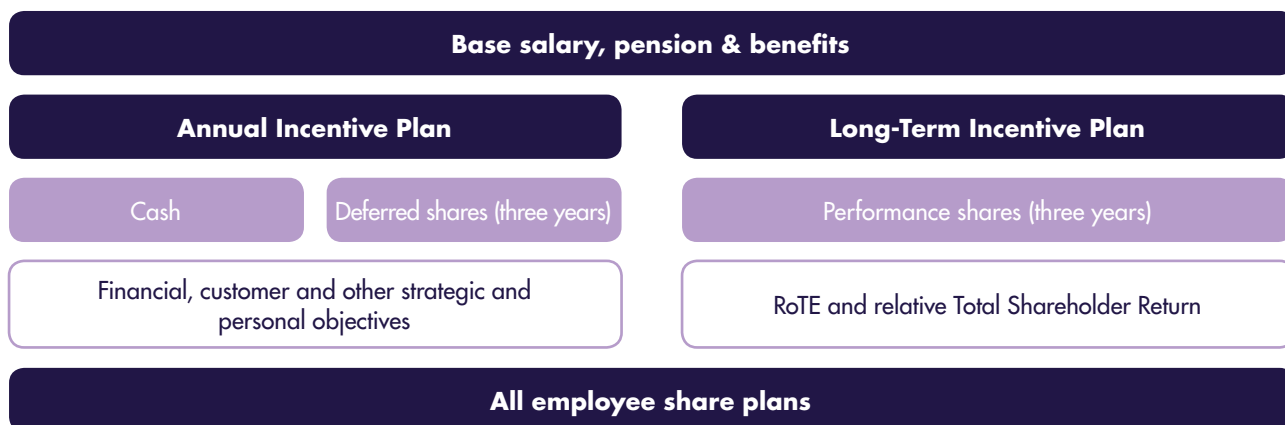 Base salary, pension & benefits
Annual Incentive Plan
Long-Term Incentive Plan
Cash
Deferred shares (three years)
Performance shares (three years)
Financial, customer and other strategic and
personal objectives
RoTE and relative Total Shareholder Return
All employee share plans